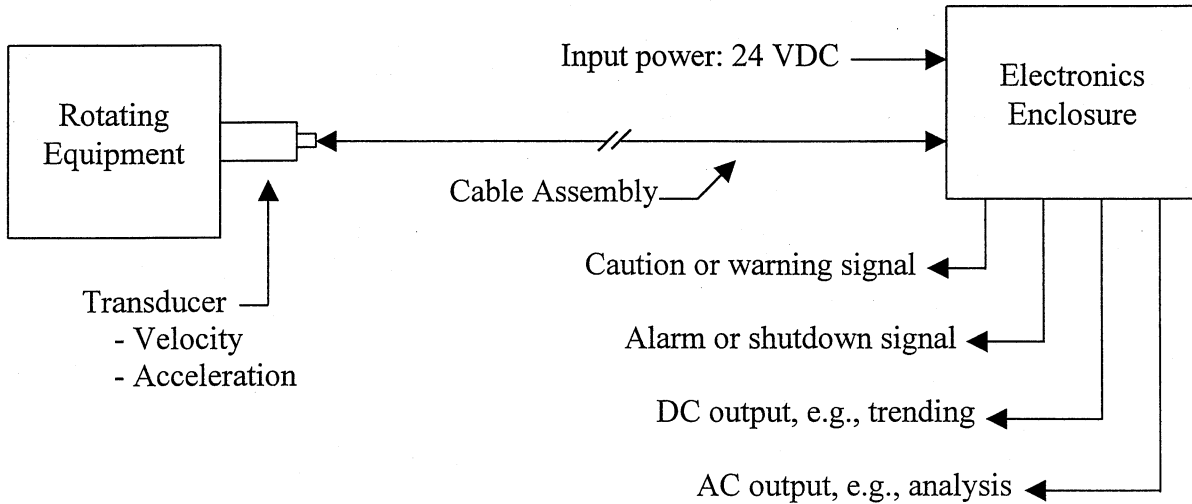 Rotating
Equipment
Input power: 24 VDC
Electronics
Enclosure
Cable Assembly
Transducer
- Velocity
- Acceleration
Caution or warning signal
Alarm or shutdown signal
DC output, e.g., trending
AC output, e.g., analysis